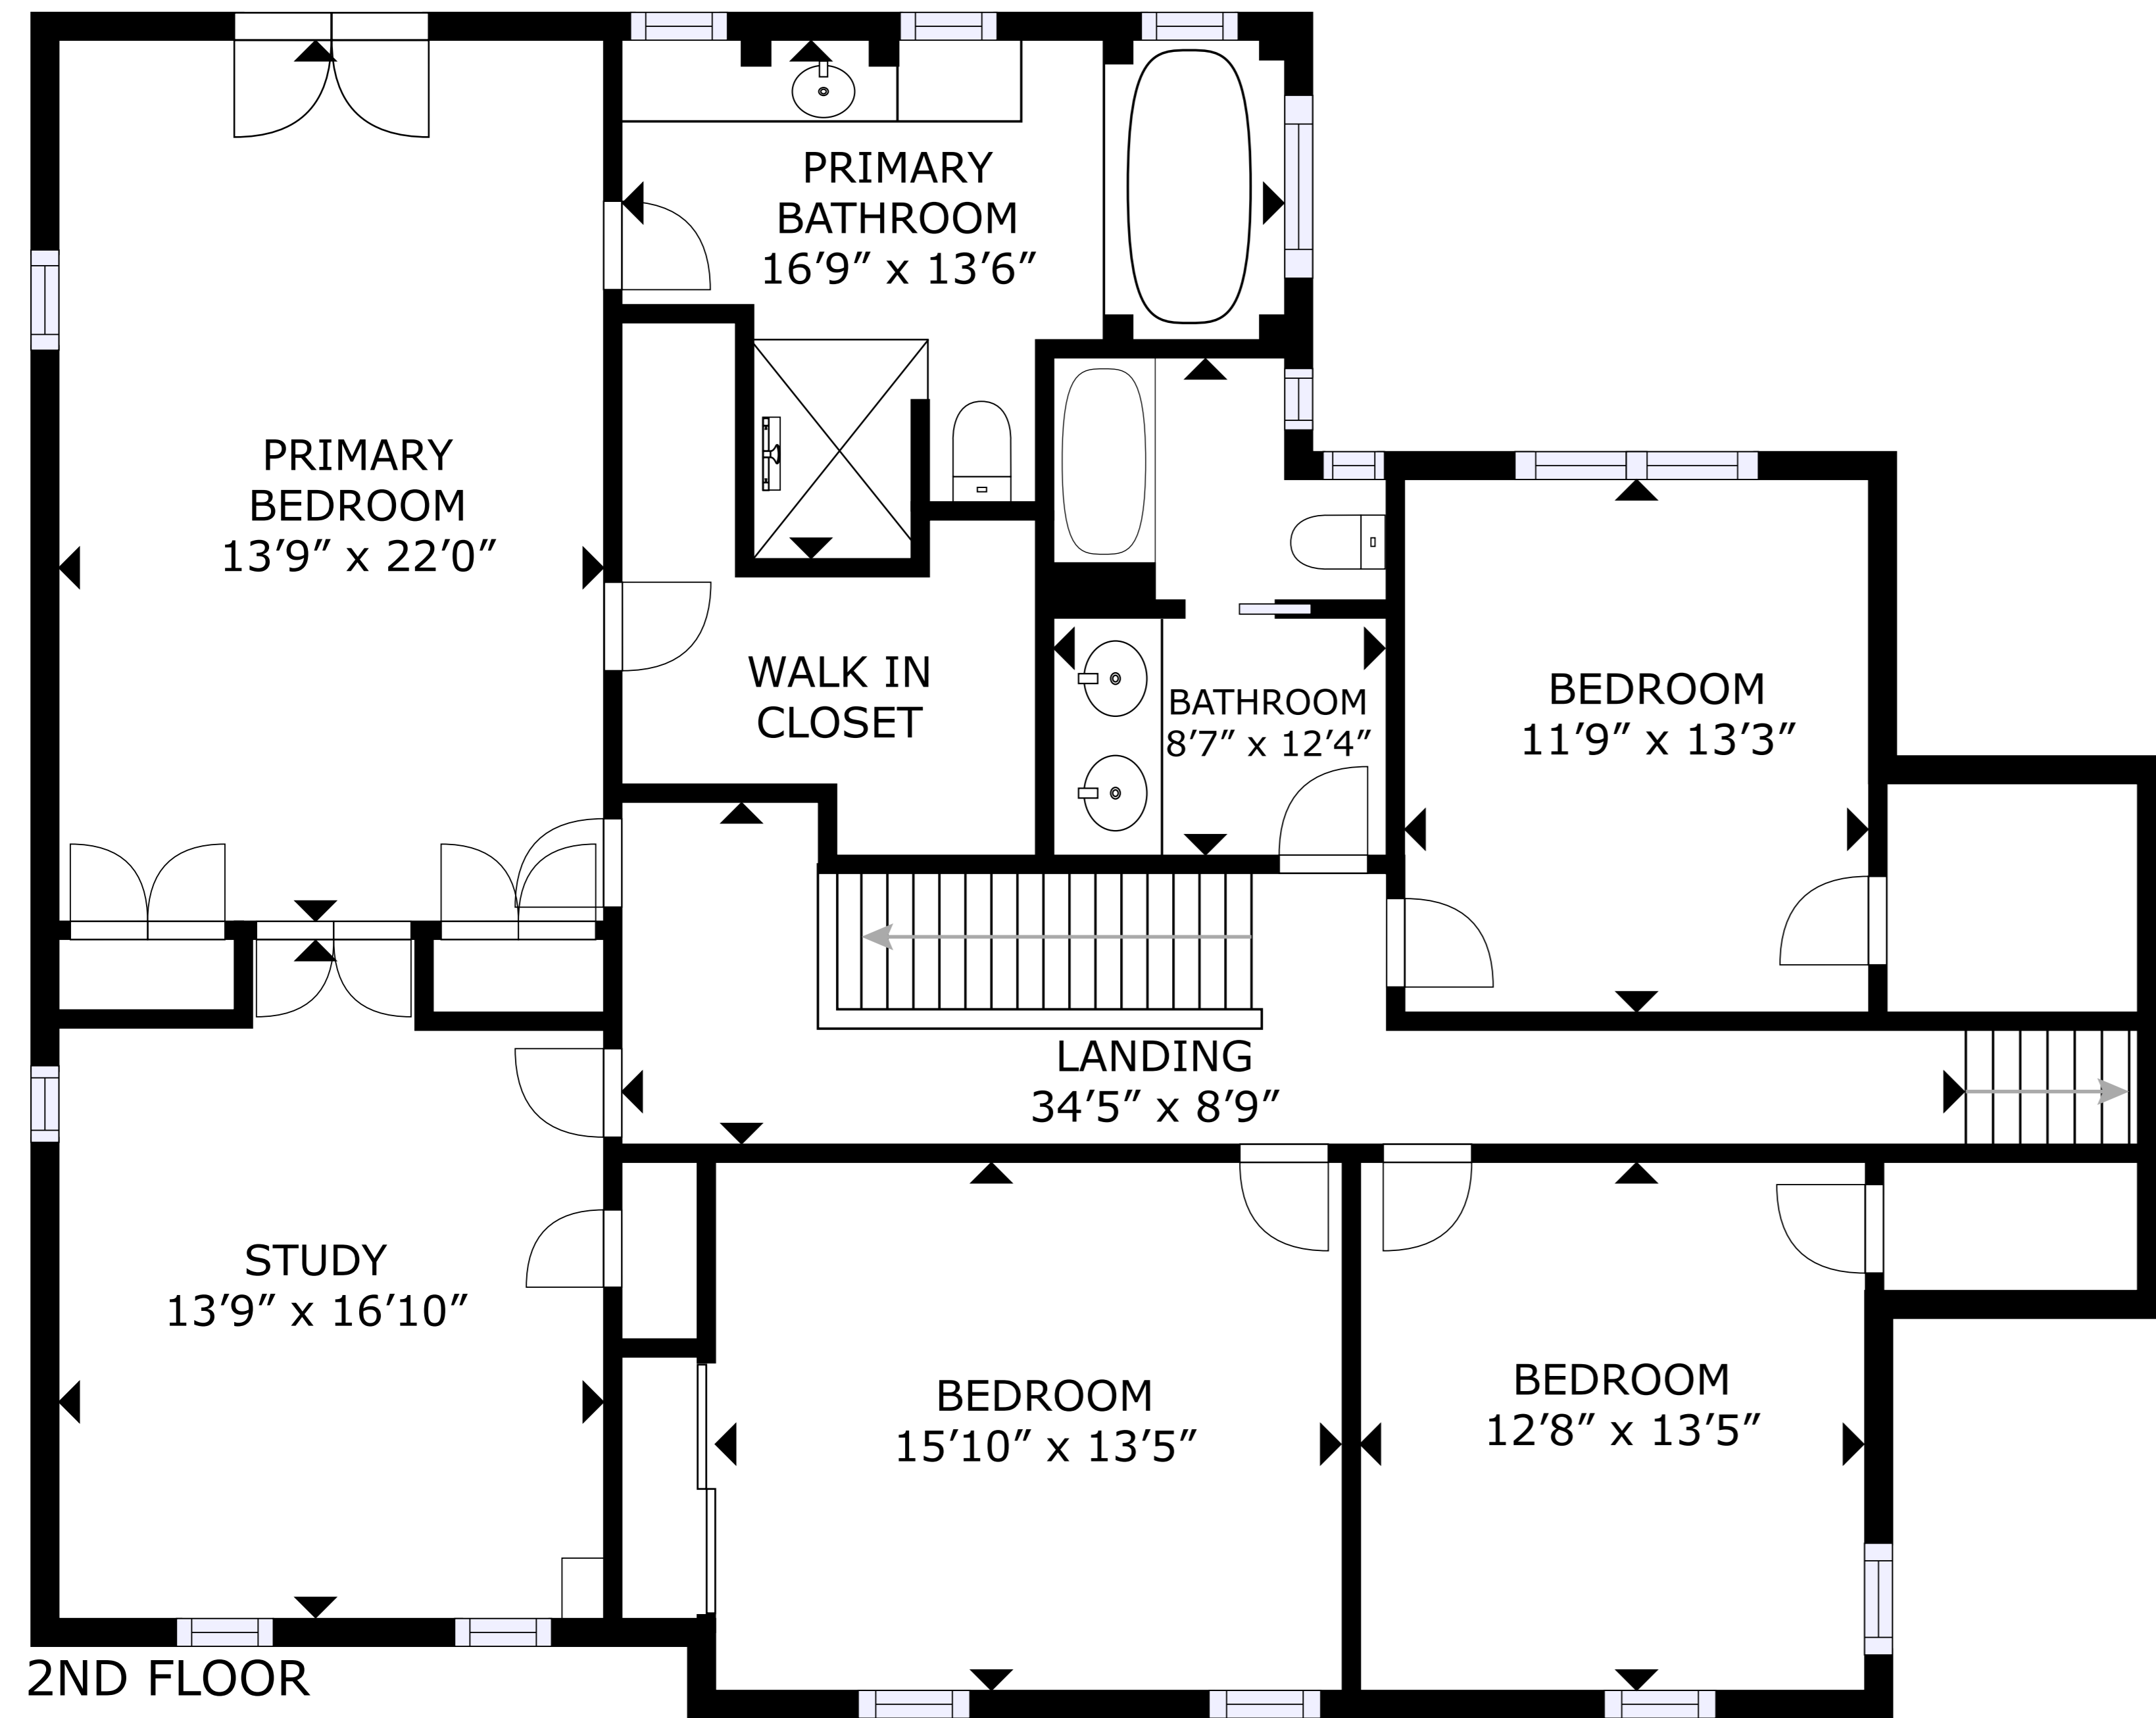 PRIMARY
BATHROOM
16′9″ x 13′6″
PRIMARY
BEDROOM
13′9″ x 22′0″
WALK IN
CLOSET
BATHROOM
8′7″ x 12′4″
BEDROOM
11′9″ x 13′3″
LANDING
34′5″ x 8′9″
STUDY
13′9″ x 16′10″
BEDROOM
15′10″ x 13′5″
BEDROOM
12′8″ x 13′5″
2ND FLOOR